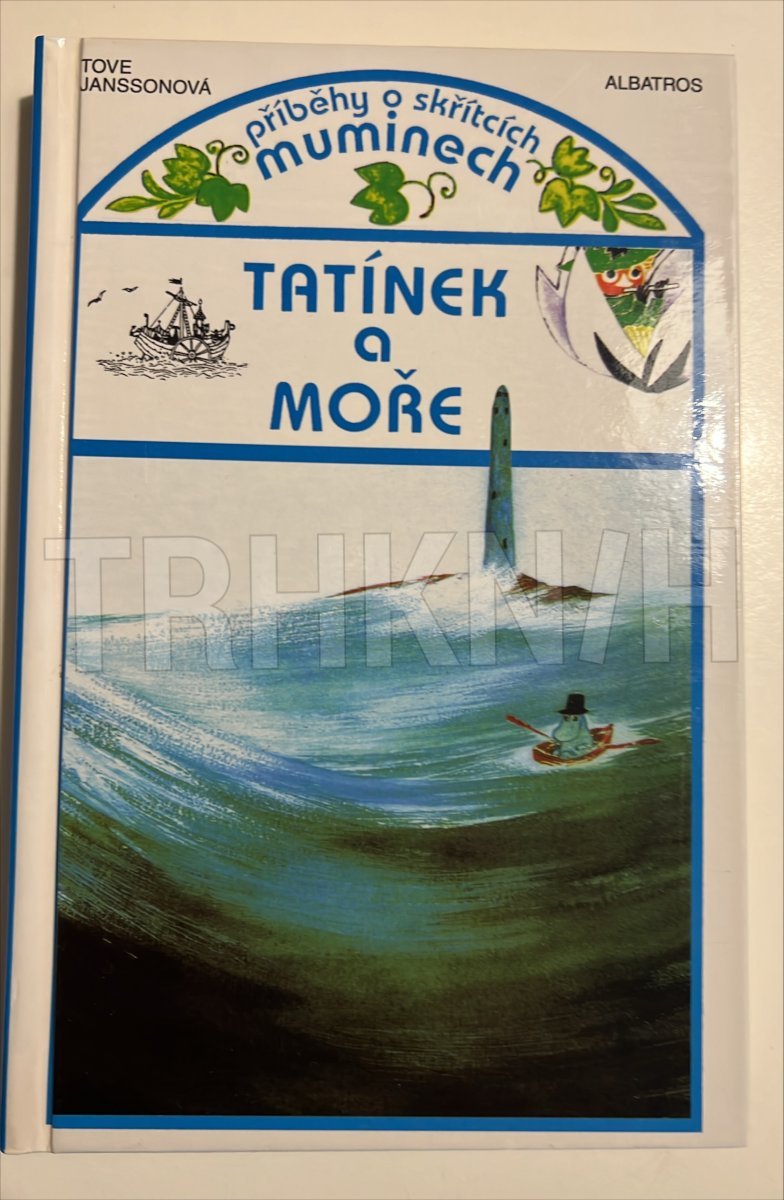 TOVE
JANSSONOVÁ
ALBATROS
příběhy o skřítcích
muminech
TATÍNEK
a
MOŘE
TRHKNIH